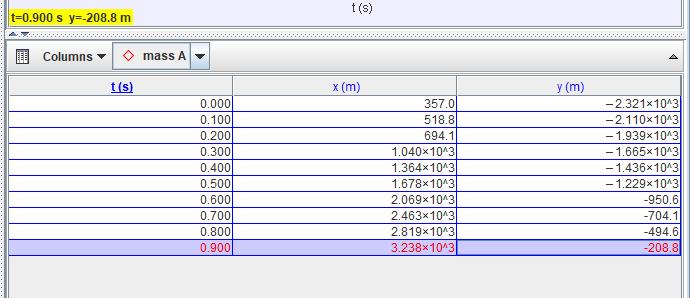 t (s)
t=0.900 s y=-208.8 m
Columns mass A
t (s) x (m) y (m)
0.000 357.0 −2.321×10^3
0.100 518.8 −2.110×10^3
0.200 694.1 −1.939×10^3
0.300 1.040×10^3 −1.665×10^3
0.400 1.364×10^3 −1.436×10^3
0.500 1.678×10^3 −1.229×10^3
0.600 2.069×10^3 -950.6
0.700 2.463×10^3 -704.1
0.800 2.819×10^3 -494.6
0.900 3.238×10^3 -208.8